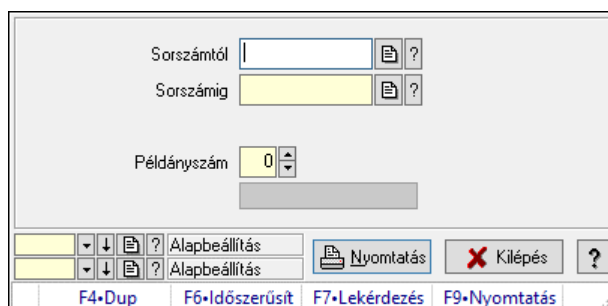 Sorszámtól ?
Sorszámig ?
Példányszám 0
? Alapbeállítás
? Alapbeállítás
Nyomtatás Kilépés ?
F4•Dup F6•Időszerűsít F7•Lekérdezés F9•Nyomtatás